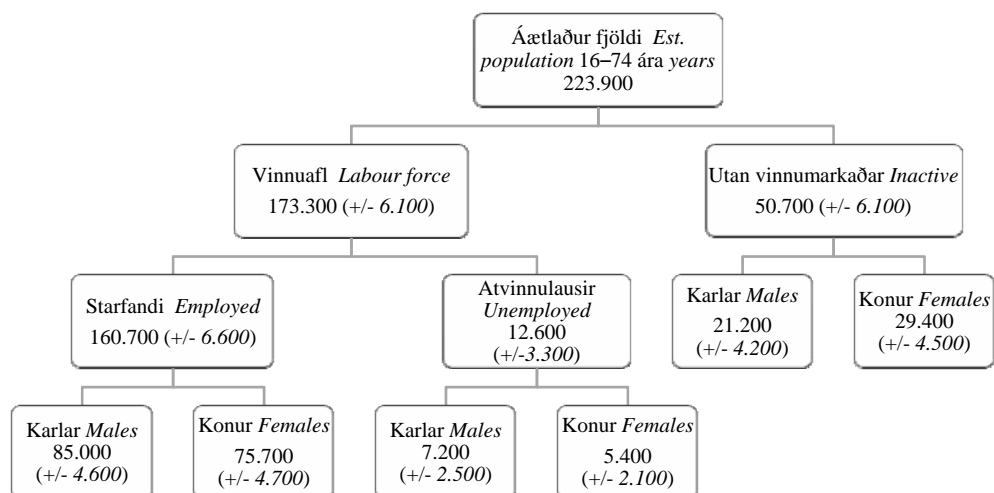 Áætlaður fjöldi Est.
population 16–74 ára years
223.900
Vinnuafl Labour force
173.300 (+/- 6.100)
Utan vinnumarkaðar Inactive
50.700 (+/- 6.100)
Starfandi Employed
160.700 (+/- 6.600)
Atvinnulausir
Unemployed
12.600
(+/-3.300)
Karlar Males
21.200
(+/- 4.200)
Konur Females
29.400
(+/- 4.500)
Karlar Males
85.000
(+/- 4.600)
Konur Females
75.700
(+/- 4.700)
Karlar Males
7.200
(+/- 2.500)
Konur Females
5.400
(+/- 2.100)